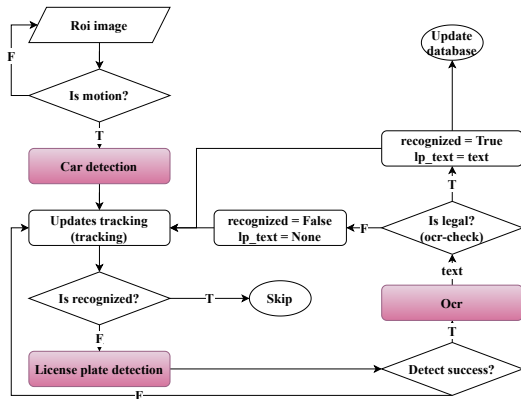 Roi image
F
Is motion?
T
Car detection
Updates tracking
(tracking)
Is recognized?
T
Skip
F
License plate detection
Detect success?
F
T
Ocr
text
Is legal?
(ocr-check)
F
recognized = False
lp_text = None
T
recognized = True
lp_text = text
Update
database